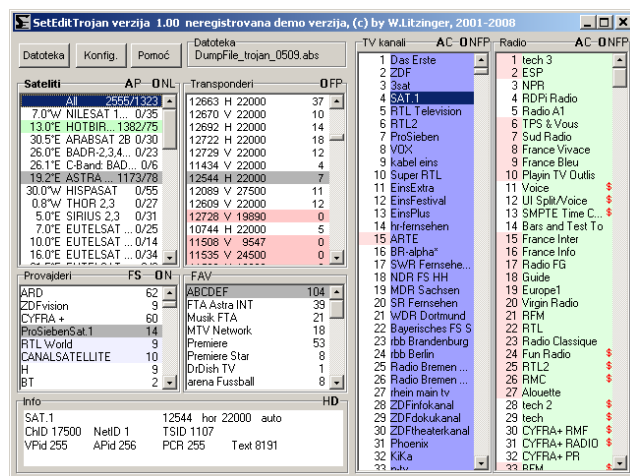 SetEditTrojan verzija 1.00 neregistrovana demo verzija, (c) by W.Litzinger, 2001-2008
Datoteka
Konfig.
Pomoć
Datoteka
DumpFile_trojan_0509.abs
Sateliti A P O N L
All 2555/1323
7.0°W NILESAT 1... 0/35
13.0°E HOTBIR... 1382/75
30.5°E ARABSAT 2B 0/30
26.0°E BADR-2,3,4... 0/23
26.1°E C-Band: BAD... 0/6
19.2°E ASTRA ... 1173/78
30.0°W HISPASAT 0/55
0.8°W THOR 2,3 0/27
5.0°E SIRIUS 2,3 0/31
7.0°E EUTELSAT ... 0/25
10.0°E EUTELSAT ... 0/14
16.0°E EUTELSAT ... 0/34
Transponderi O F P
12663 H 22000 37
12670 V 22000 10
12692 H 22000 14
12722 H 22000 18
12729 V 22000 12
11434 V 22000 4
12544 H 22000 7
12089 V 27500 11
12609 V 22000 12
12728 V 19890 0
10744 H 22000 5
11508 V 9547 0
11535 V 24500 0
Provajderi F S O N
ARD 62
ZDFvision 9
CYFRA + 60
ProSiebenSat.1 14
RTL World 9
CANALSATELLITE 10
H 9
BT 2
FAV
ABCDEF 104
FTA Astra INT 39
Musik FTA 21
MTV Network 18
Premiere 53
Premiere Star 8
DrDish TV 1
arena Fussball 8
Info H D
SAT.1 12544 hor 22000 auto
ChID 17500 NetID 1 TSID 1107
VPid 255 APid 256 PCR 255 Text 8191
TV kanali A C O N F P
1 Das Erste
2 ZDF
3 3sat
4 SAT.1
5 RTL Television
6 RTL2
7 ProSieben
8 VOX
9 kabel eins
10 Super RTL
11 EinsExtra
12 EinsFestival
13 EinsPlus
14 hr-fernsehen
15 ARTE
16 BR-alpha*
17 SWR Fernsehe...
18 NDR FS HH
19 MDR Sachsen
20 SR Fernsehen
21 WDR Dortmund
22 Bayerisches FS S
23 rbb Brandenburg
24 rbb Berlin
25 Radio Bremen ...
26 Radio Bremen ...
27 rhein main tv
28 ZDFinfokanal
29 ZDFdokukanal
30 ZDFtheaterkanal
31 Phoenix
32 KiKa
33 n-tv
Radio A C O N F P
1 tech 3
2 ESP
3 NPR
4 RDPi Radio
5 Radio A1
6 TPS & Vous
7 Sud Radio
8 France Vivace
9 France Bleu
10 Playin TV Outlis
11 Voice $
12 UI Split/Voice $
13 SMPTE Time C... $
14 Bars and Test To
15 France Inter
16 France Info
17 Radio FG
18 Guide
19 Europe1
20 Virgin Radio
21 RFM
22 RTL
23 Radio Classique
24 Fun Radio $
25 RTL2 $
26 RMC $
27 Alouette
28 tech 2 $
29 tech $
30 CYFRA+ RMF $
31 CYFRA+ RADIO $
32 CYFRA+ PR
33 BFM $